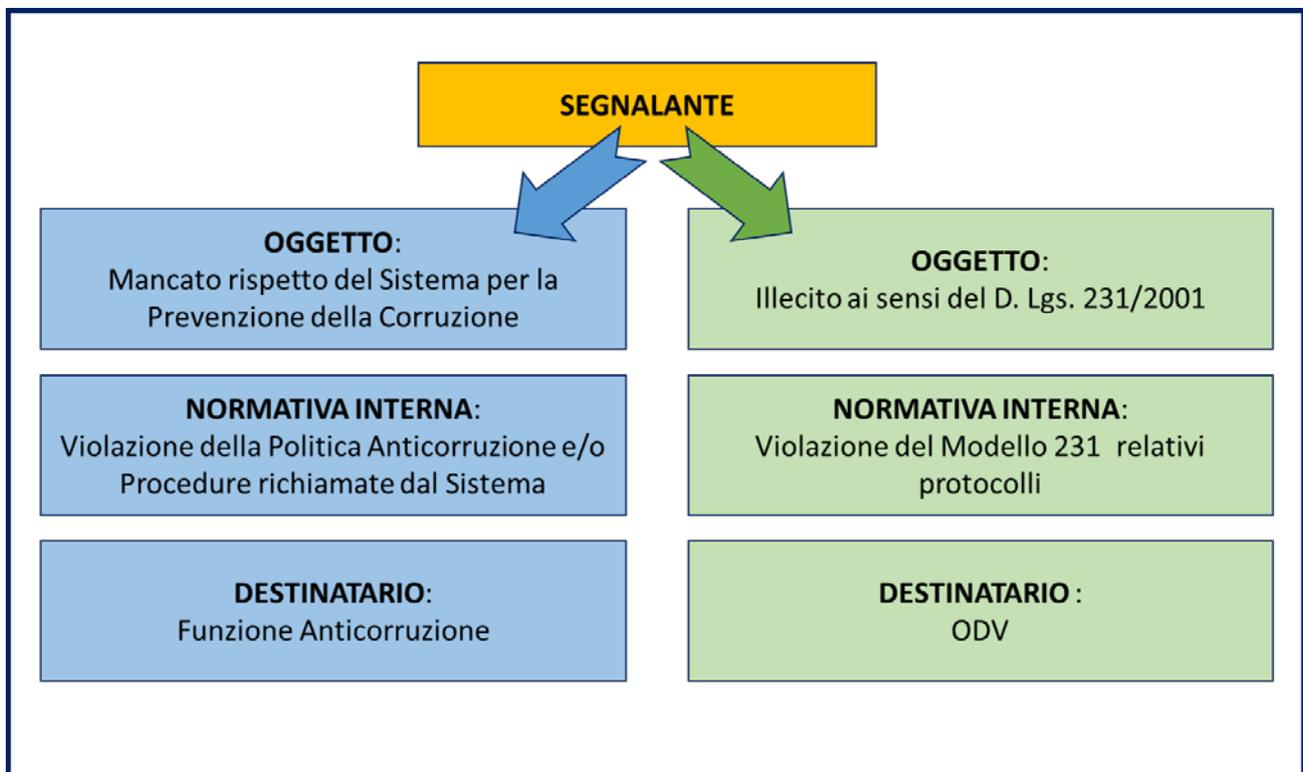 SEGNALANTE
OGGETTO:
Mancato rispetto del Sistema per la
Prevenzione della Corruzione
NORMATIVA INTERNA:
Violazione della Politica Anticorruzione e/o
Procedure richiamate dal Sistema
DESTINATARIO:
Funzione Anticorruzione
OGGETTO:
Illecito ai sensi del D. Lgs. 231/2001
NORMATIVA INTERNA:
Violazione del Modello 231  relativi
protocolli
DESTINATARIO :
ODV